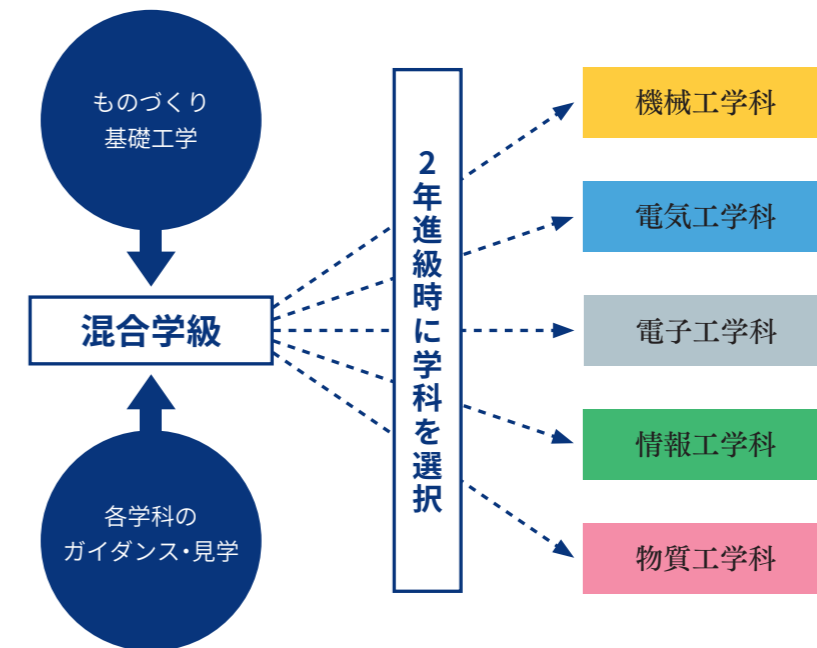 ものづくり
基礎工学
混合学級
各学科の
ガイダンス・見学
2年進級時に学科を選択
機械工学科
電気工学科
電子工学科
情報工学科
物質工学科